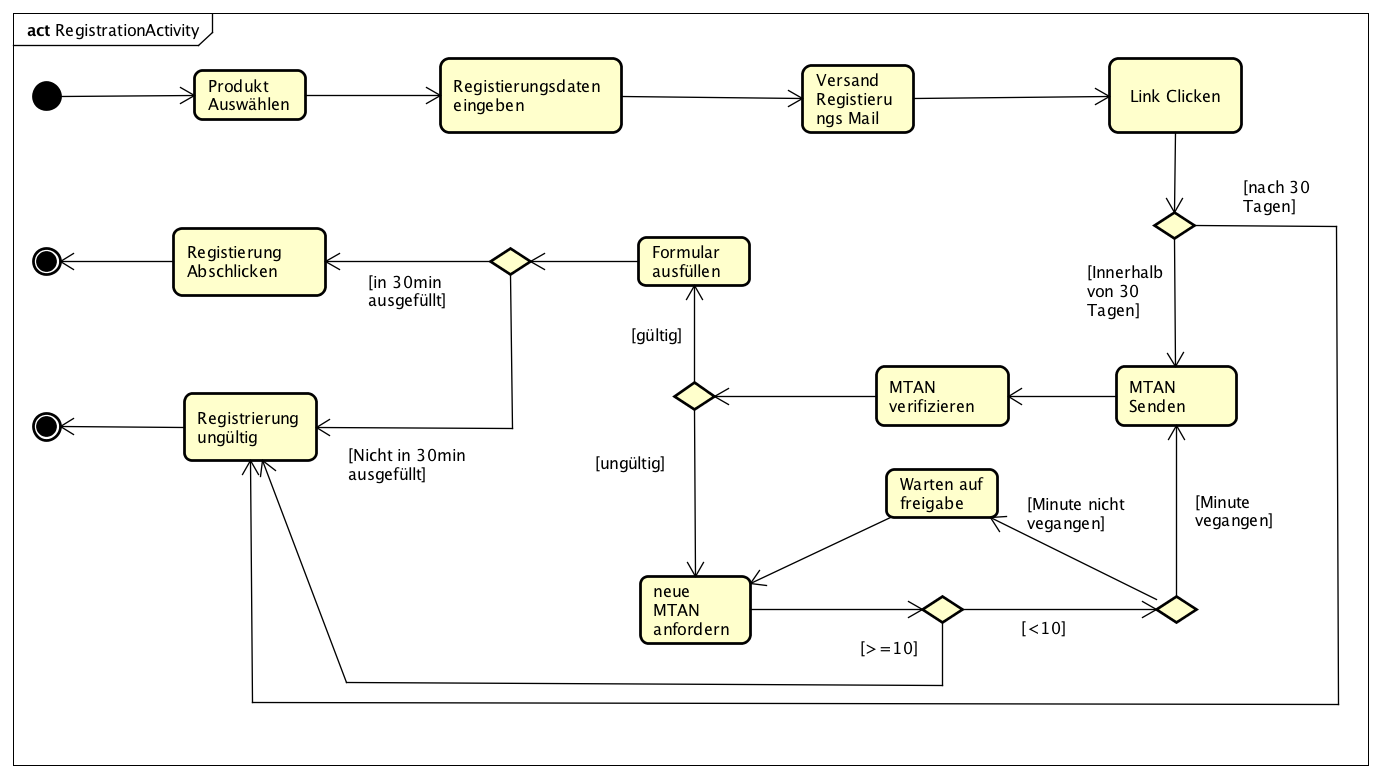 act RegistrationActivity
Produkt
Auswählen
Registierungsdaten
eingeben
Versand
Registieru
ngs Mail
Link Clicken
[nach 30
Tagen]
[Innerhalb
von 30
Tagen]
Registierung
Abschlicken
[in 30min
ausgefüllt]
Formular
ausfüllen
[gültig]
MTAN
verifizieren
MTAN
Senden
Registrierung
ungültig
[Nicht in 30min
ausgefüllt]
[ungültig]
Warten auf
freigabe
[Minute nicht
vegangen]
[Minute
vegangen]
neue
MTAN
anfordern
[>=10]
[<10]